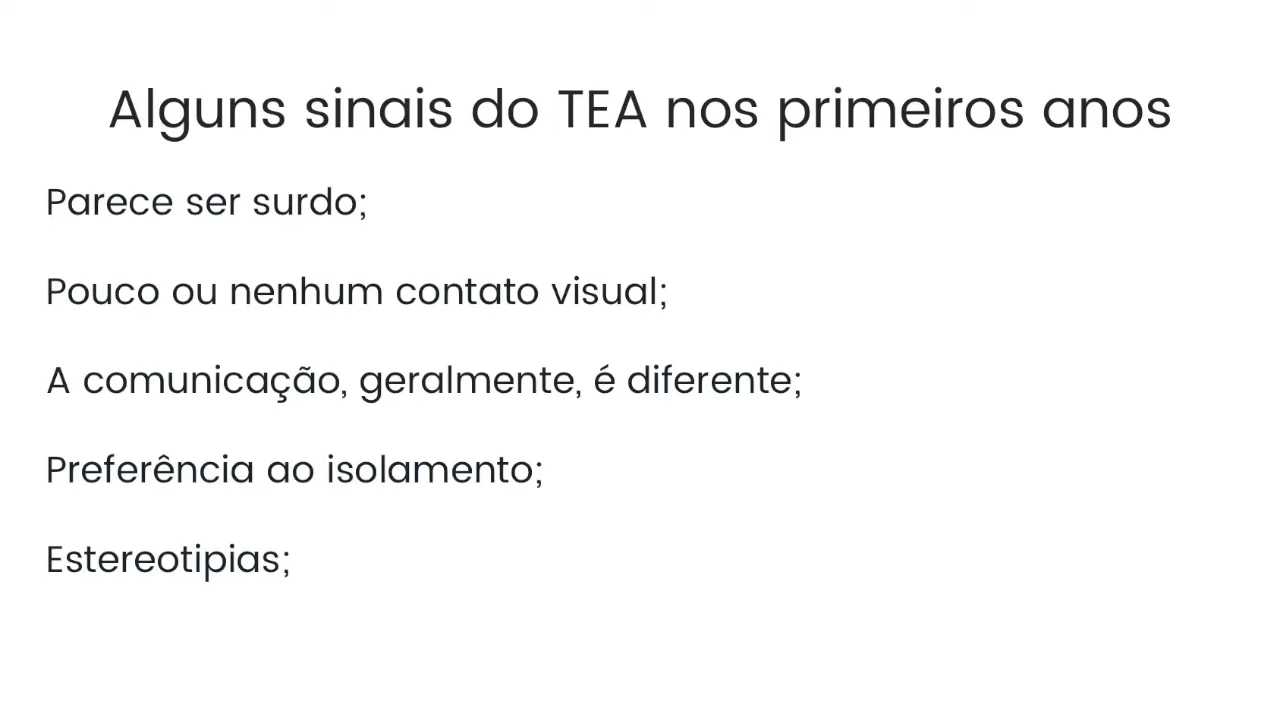 Alguns sinais do TEA nos primeiros anos
Parece ser surdo;
Pouco ou nenhum contato visual;
A comunicação, geralmente, é diferente;
Preferência ao isolamento;
Estereotipias;